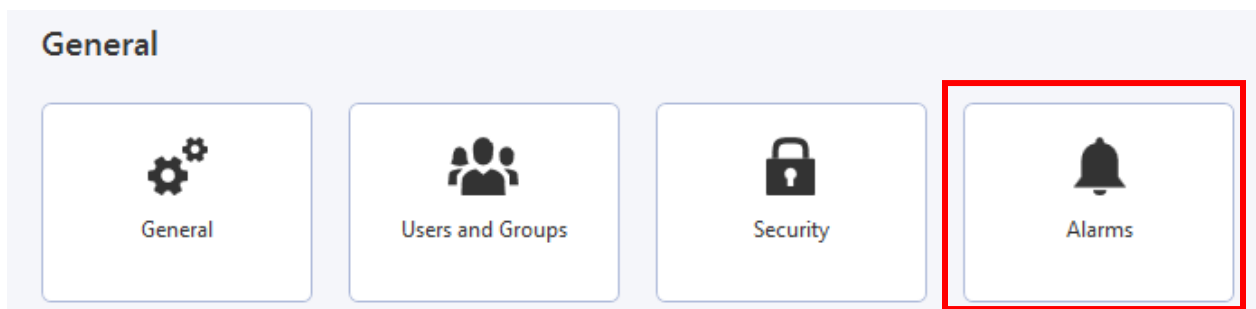 General
General
Users and Groups
Security
Alarms